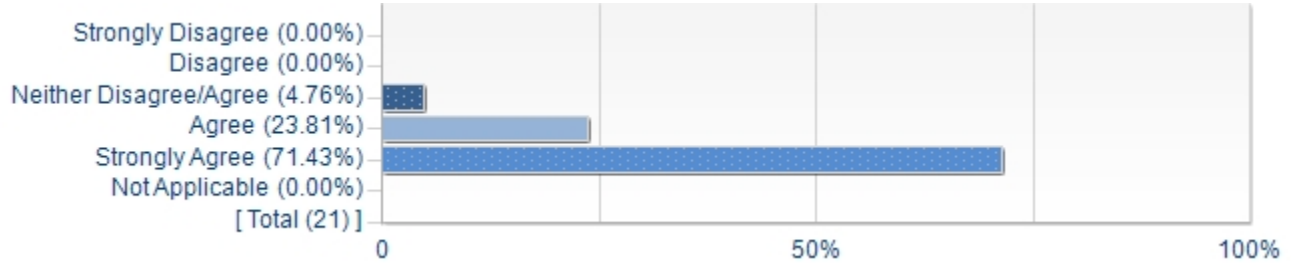 Strongly Disagree (0.00%)
Disagree (0.00%)
Neither Disagree/Agree (4.76%)
Agree (23.81%)
Strongly Agree (71.43%)
Not Applicable (0.00%)
[ Total (21) ]
0 50% 100%